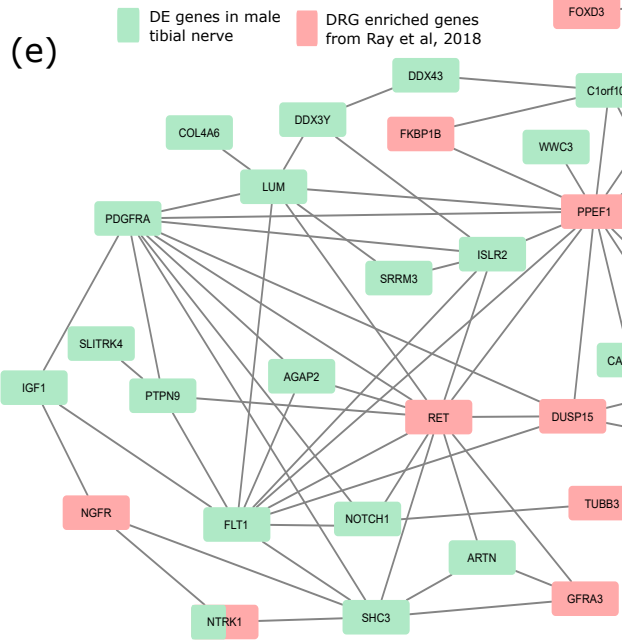 DE genes in male
tibial nerve
DRG enriched genes
from Ray et al, 2018
FOXD3
(e)
DDX43
C1orf10
COL4A6
DDX3Y
FKBP1B
WWC3
LUM
PDGFRA
PPEF1
ISLR2
SRRM3
SLITRK4
CA
IGF1
PTPN9
AGAP2
RET
DUSP15
NGFR
FLT1
NOTCH1
TUBB3
ARTN
GFRA3
NTRK1
SHC3